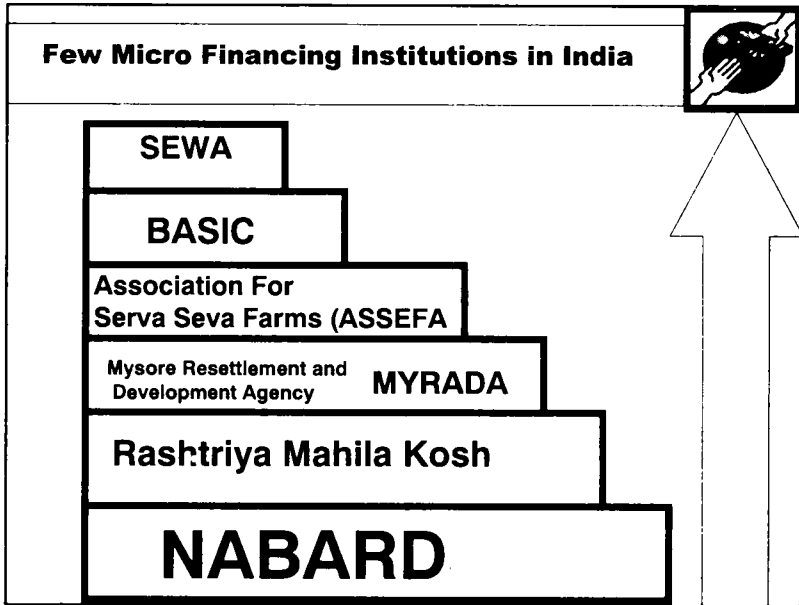 Few Micro Financing Institutions in India
SEWA
BASIC
Association For
Serva Seva Farms (ASSEFA
Mysore Resettlement and
Development Agency MYRADA
Rashtriya Mahila Kosh
NABARD